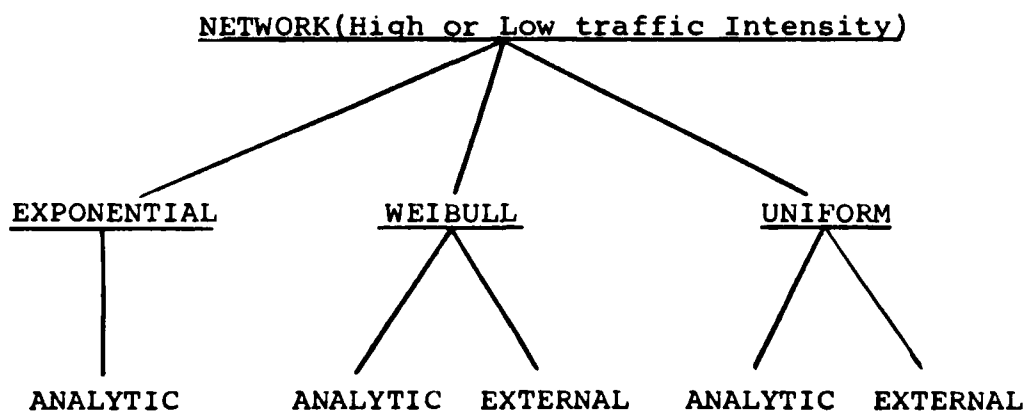 NETWORK(High or Low traffic Intensity)
EXPONENTIAL WEIBULL UNIFORM
ANALYTIC ANALYTIC EXTERNAL ANALYTIC EXTERNAL